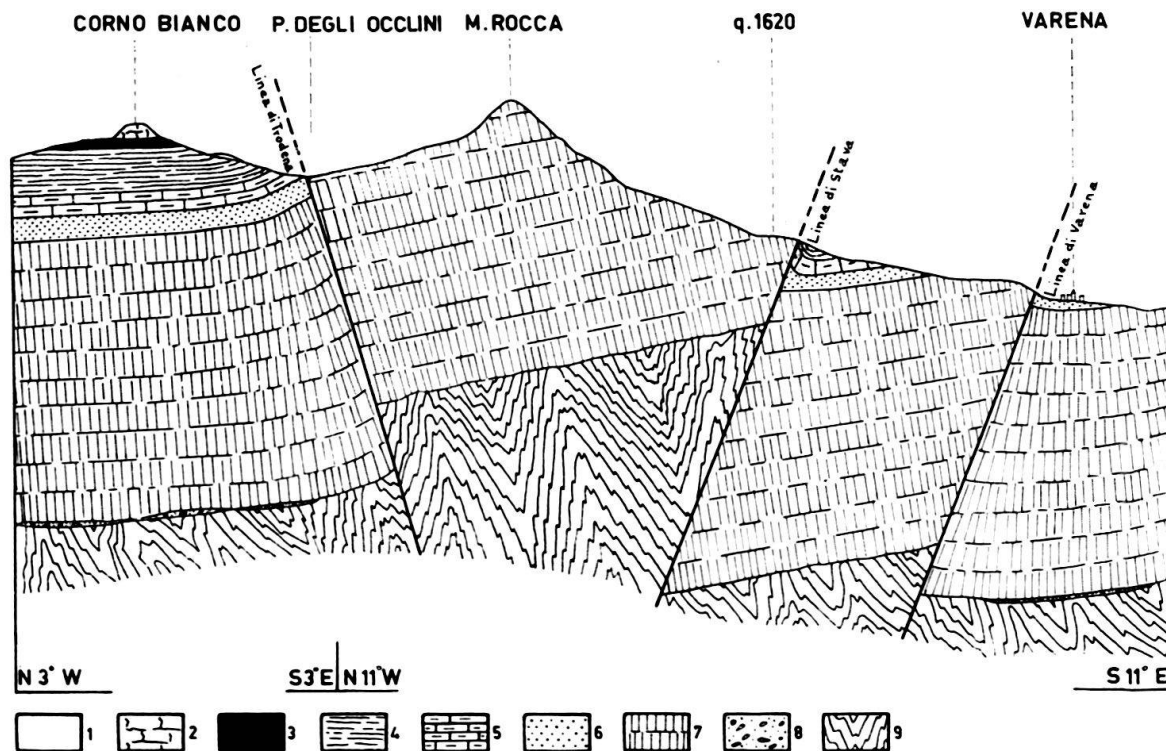 CORNO BIANCO P. DEGLI OCCLINI M. ROCCA q.1620 VARENA
Linea di Trodena
Linea di Stava
Linea di Varena
N 3° W S3°E N 11°W S 11° E
1 2 3 4 5 6 7 8 9